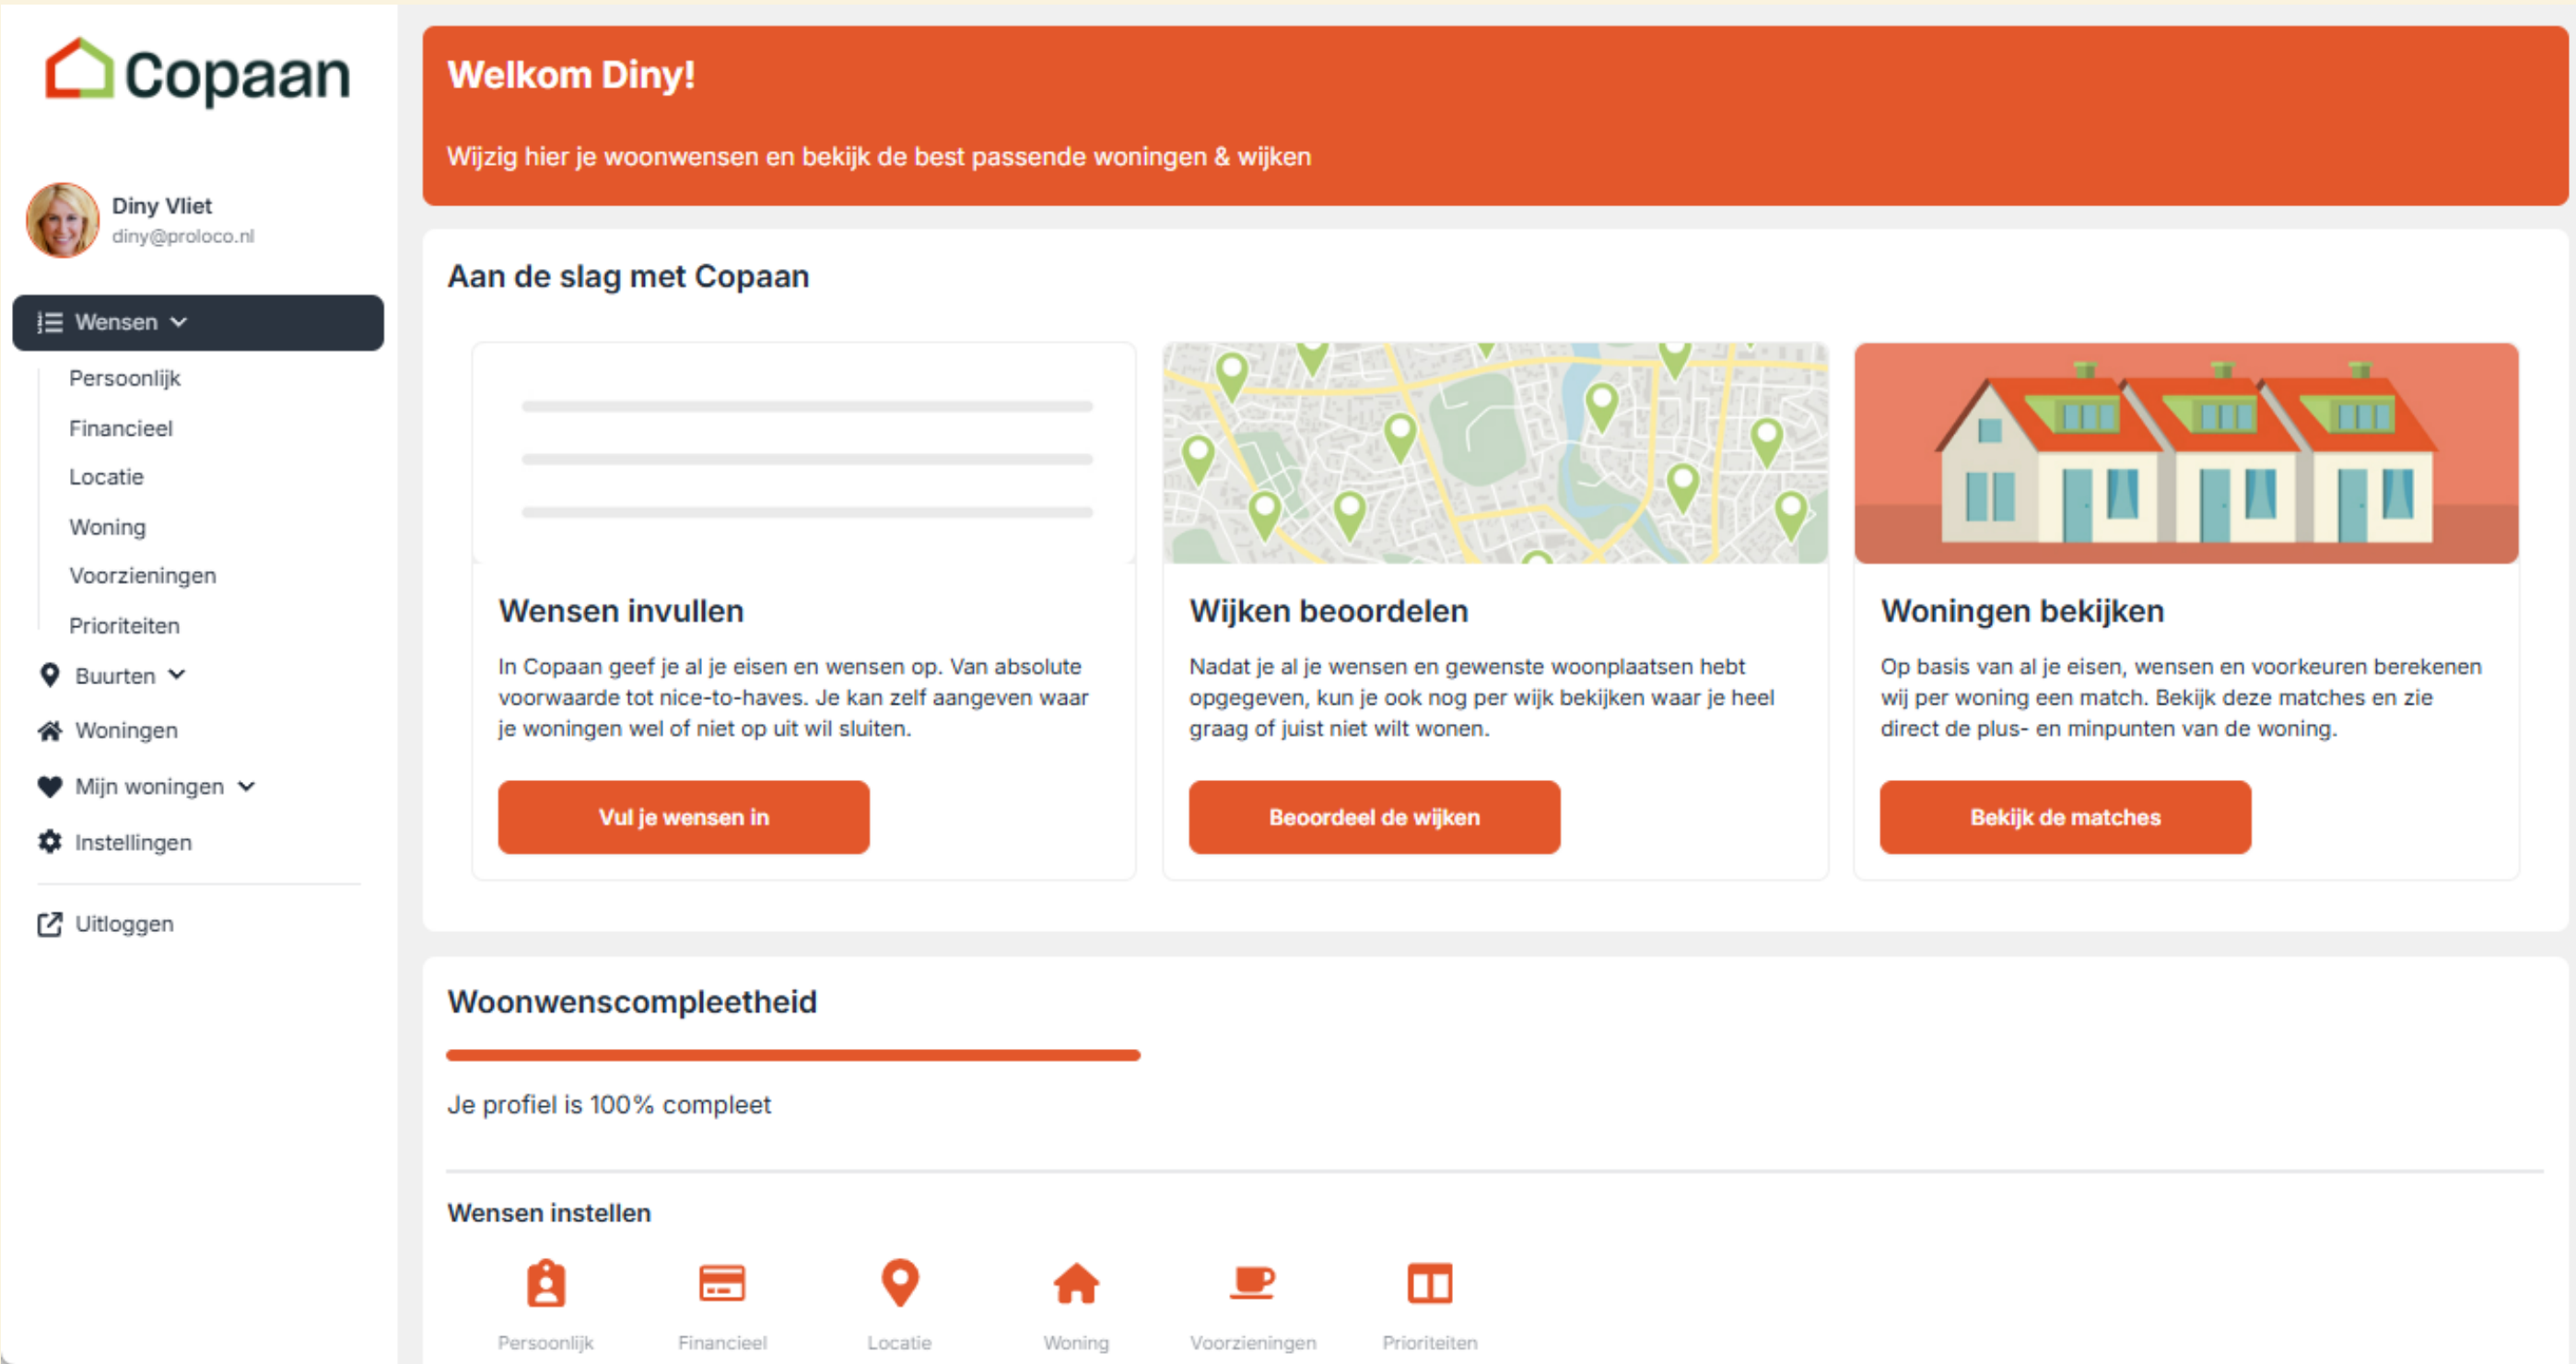 Copaan
Diny Vliet
diny@proloco.nl
Wensen
Persoonlijk
Financieel
Locatie
Woning
Voorzieningen
Prioriteiten
Buurten
Woningen
Mijn woningen
Instellingen
Uitloggen
Welkom Diny!
Wijzig hier je woonwensen en bekijk de best passende woningen & wijken
Aan de slag met Copaan
Wensen invullen
In Copaan geef je al je eisen en wensen op. Van absolute
voorwaarde tot nice-to-haves. Je kan zelf aangeven waar
je woningen wel of niet op uit wil sluiten.
Vul je wensen in
Wijken beoordelen
Nadat je al je wensen en gewenste woonplaatsen hebt
opgegeven, kun je ook nog per wijk bekijken waar je heel
graag of juist niet wilt wonen.
Beoordeel de wijken
Woningen bekijken
Op basis van al je eisen, wensen en voorkeuren berekenen
wij per woning een match. Bekijk deze matches en zie
direct de plus- en minpunten van de woning.
Bekijk de matches
Woonwenscompleetheid
Je profiel is 100% compleet
Wensen instellen
Persoonlijk
Financieel
Locatie
Woning
Voorzieningen
Prioriteiten